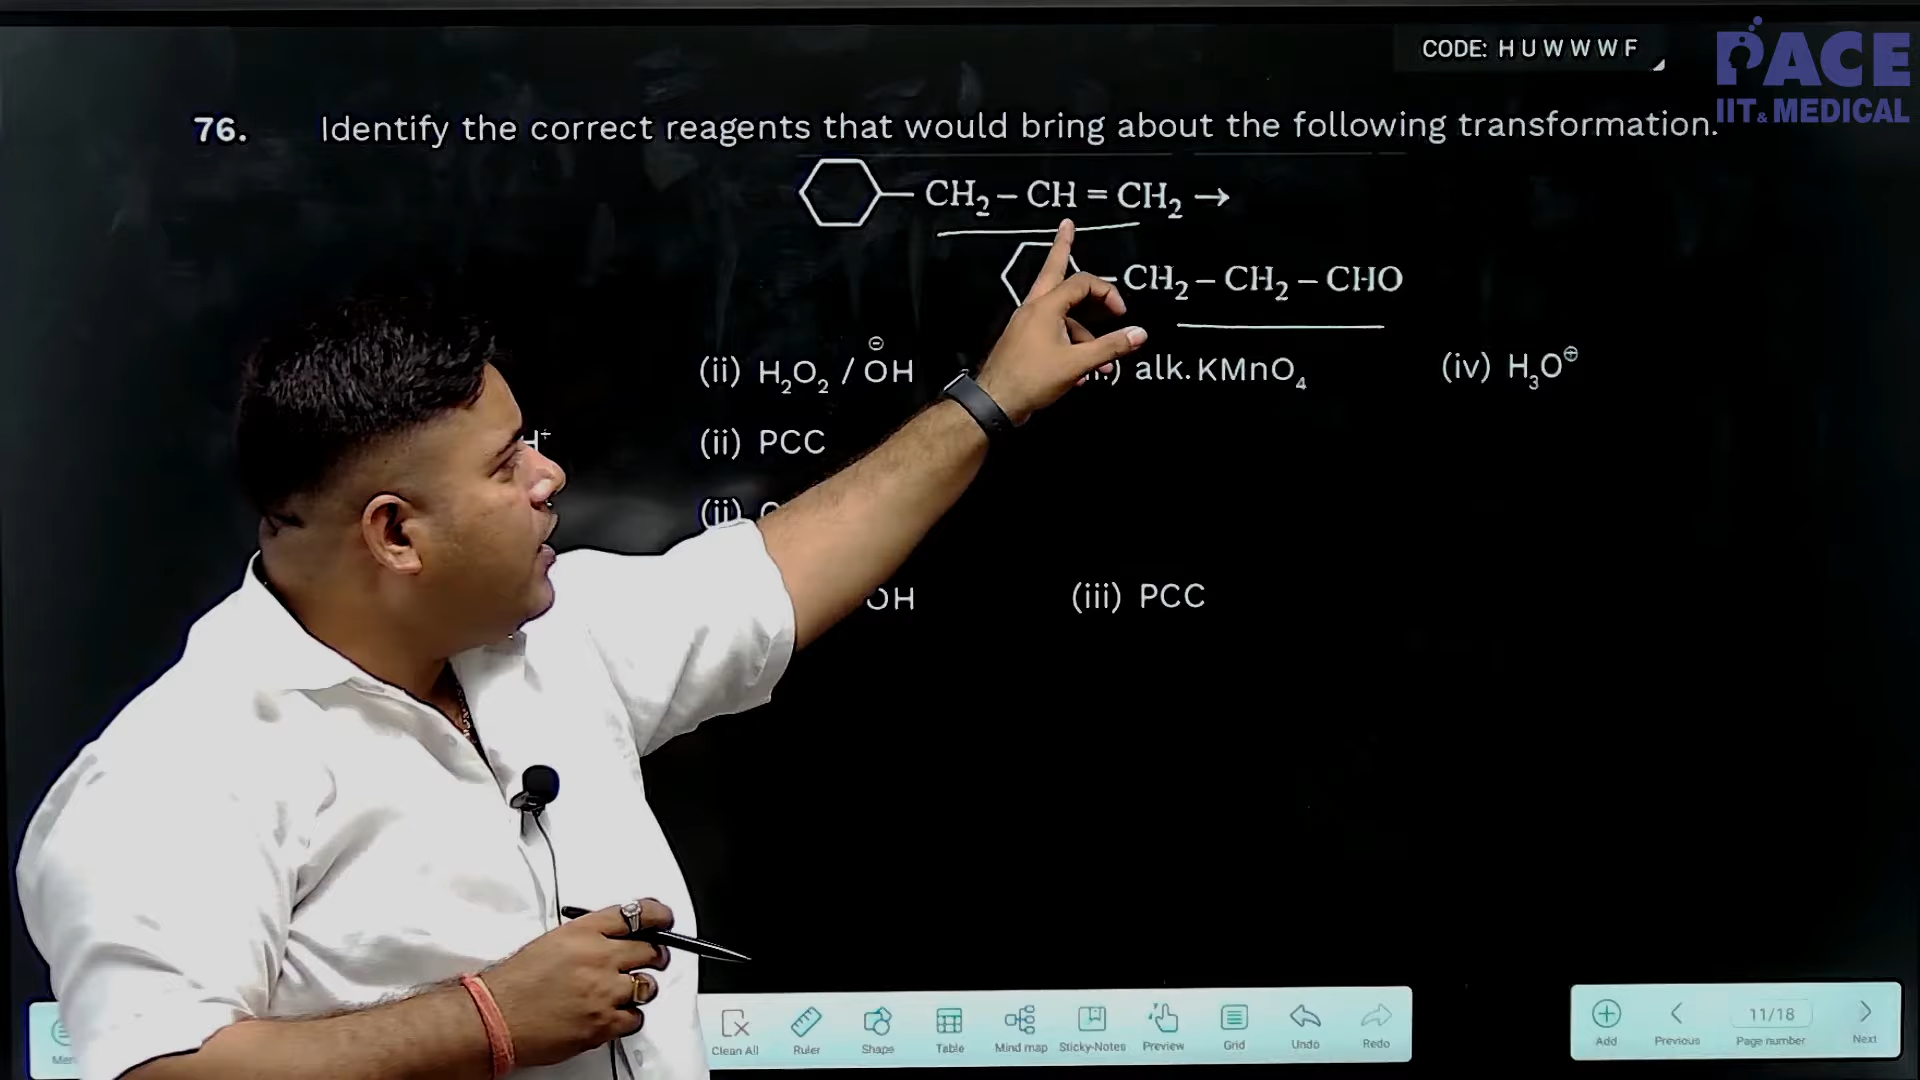 CODE: H U W W W F
PACE
IIT & MEDICAL
76. Identify the correct reagents that would bring about the following transformation.
CH₂ – CH = CH₂ →
CH₂ – CH₂ – CHO
(ii) H₂O₂ / O⊖H alk. KMnO₄ (iv) H₃O⊕
H⁺ (ii) PCC
(ii)
OH (iii) PCC
Clean All Ruler Shape Table Mind map Sticky-Notes Preview Grid Undo Redo
Add Previous 11/18 Page number Next